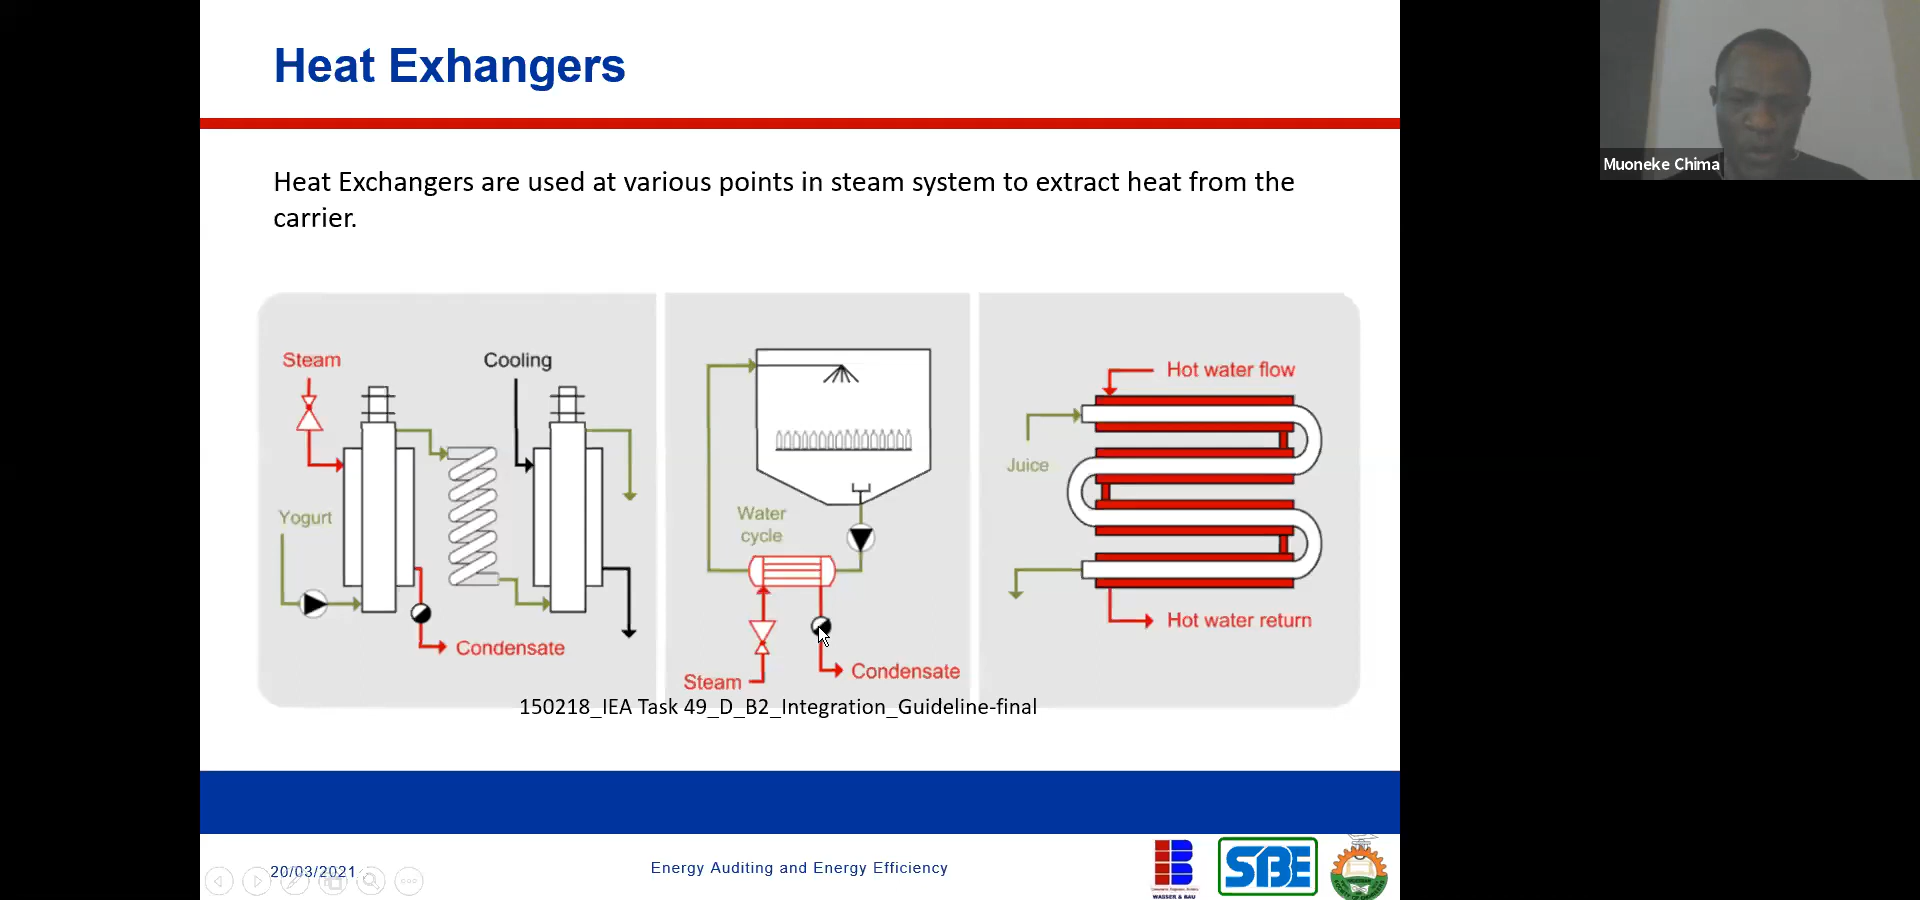 Heat Exhangers
Muoneke Chima
Heat Exchangers are used at various points in steam system to extract heat from the
carrier.
Steam
Cooling
Yogurt
Condensate
Water
cycle
Steam
Condensate
Hot water flow
Juice
Hot water return
150218_IEA Task 49_D_B2_Integration_Guideline-final
20/03/2021
Energy Auditing and Energy Efficiency
WASSER & BAU
SBE